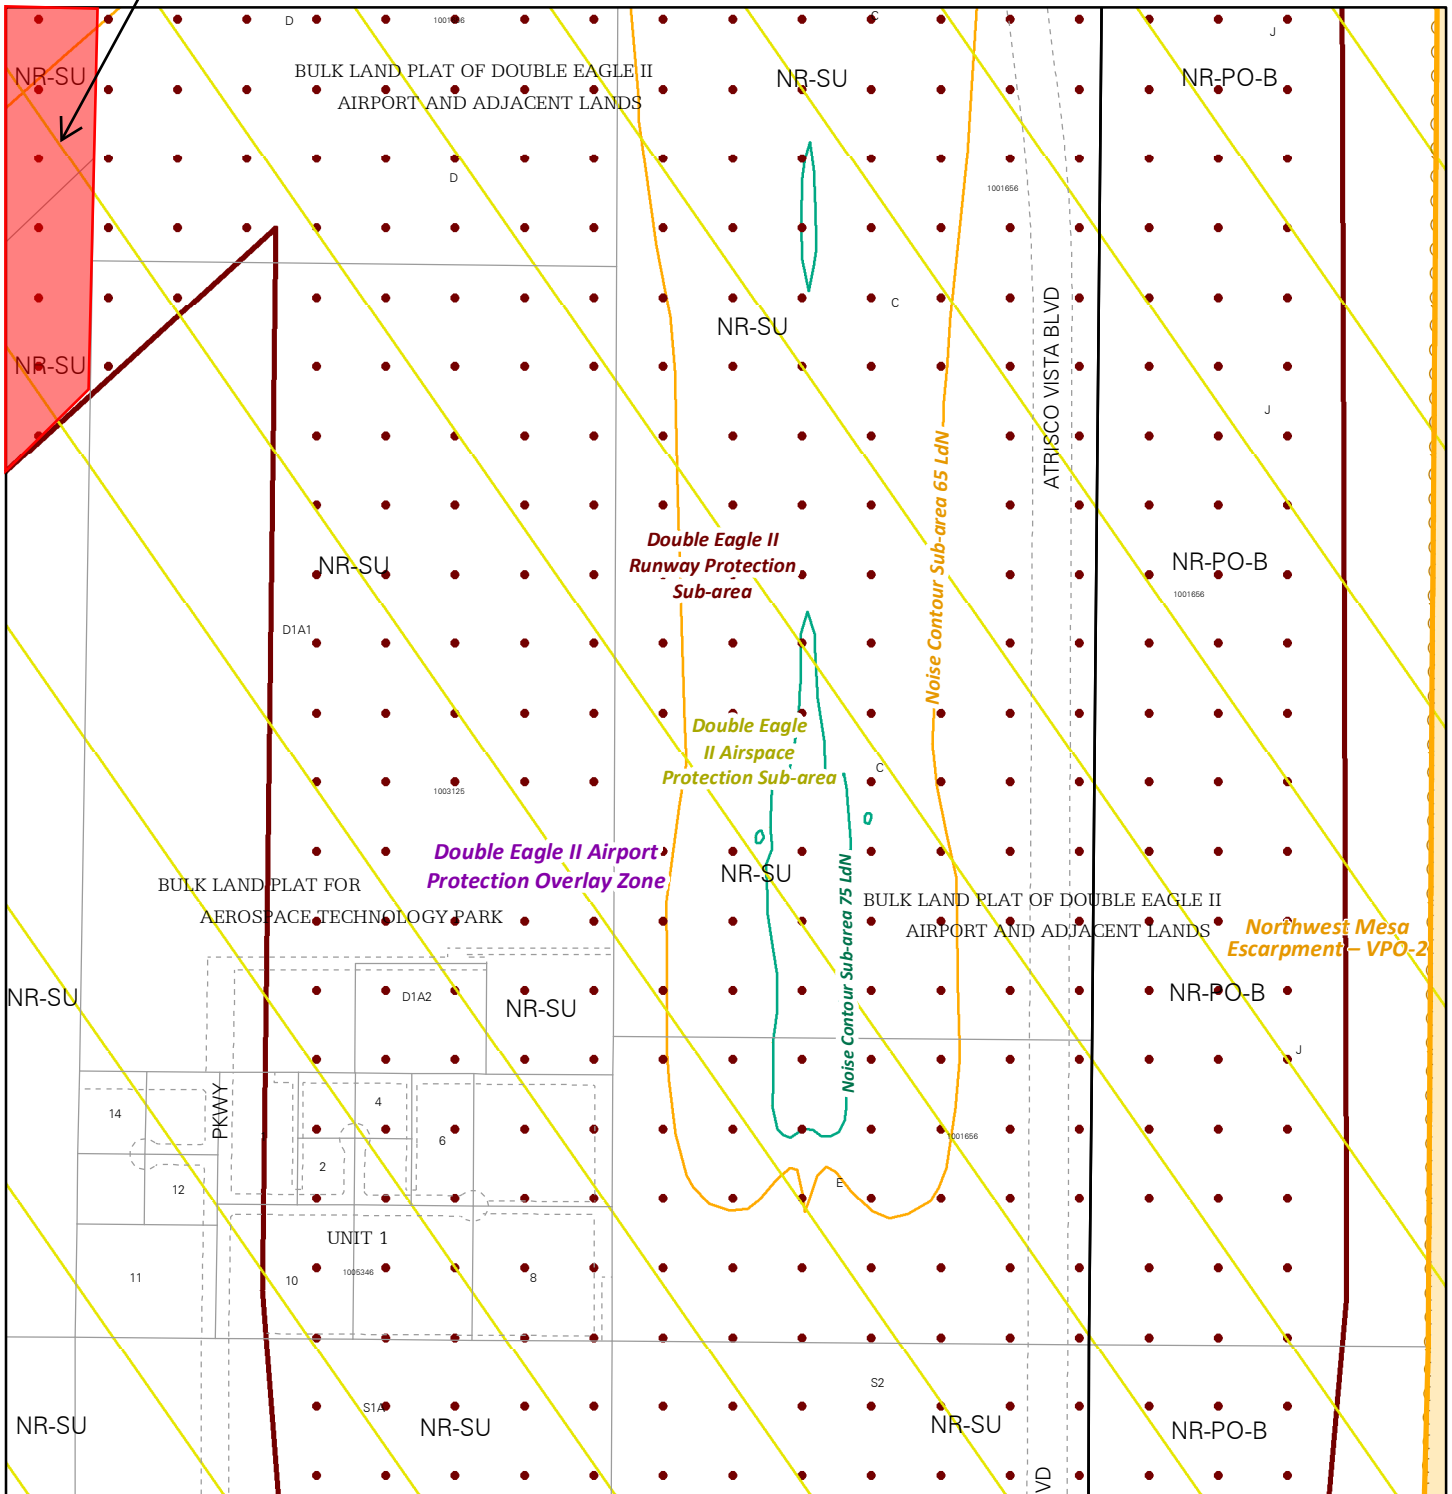 D
1001656
C
J
NR-SU
BULK LAND PLAT OF DOUBLE EAGLE II
AIRPORT AND ADJACENT LANDS
NR-SU
NR-PO-B
D
1001656
NR-SU
C
NR-SU
ATRISCO VISTA BLVD
J
Noise Contour Sub-area 65 LdN
Double Eagle II
Runway Protection
Sub-area
NR-SU
NR-PO-B
1001656
D1A1
Double Eagle
II Airspace
Protection Sub-area
C
1003125
Double Eagle II Airport
Protection Overlay Zone
NR-SU
Noise Contour Sub-area 75 LdN
BULK LAND PLAT FOR
AEROSPACE TECHNOLOGY PARK
BULK LAND PLAT OF DOUBLE EAGLE II
AIRPORT AND ADJACENT LANDS
Northwest Mesa
Escarpment – VPO-2
NR-SU
D1A2
NR-SU
NR-PO-B
J
14
PKWY
4
6
2
12
1001656
E
UNIT 1
1005346
11
10
8
S2
S1A
NR-SU
NR-SU
NR-SU
NR-PO-B
VD